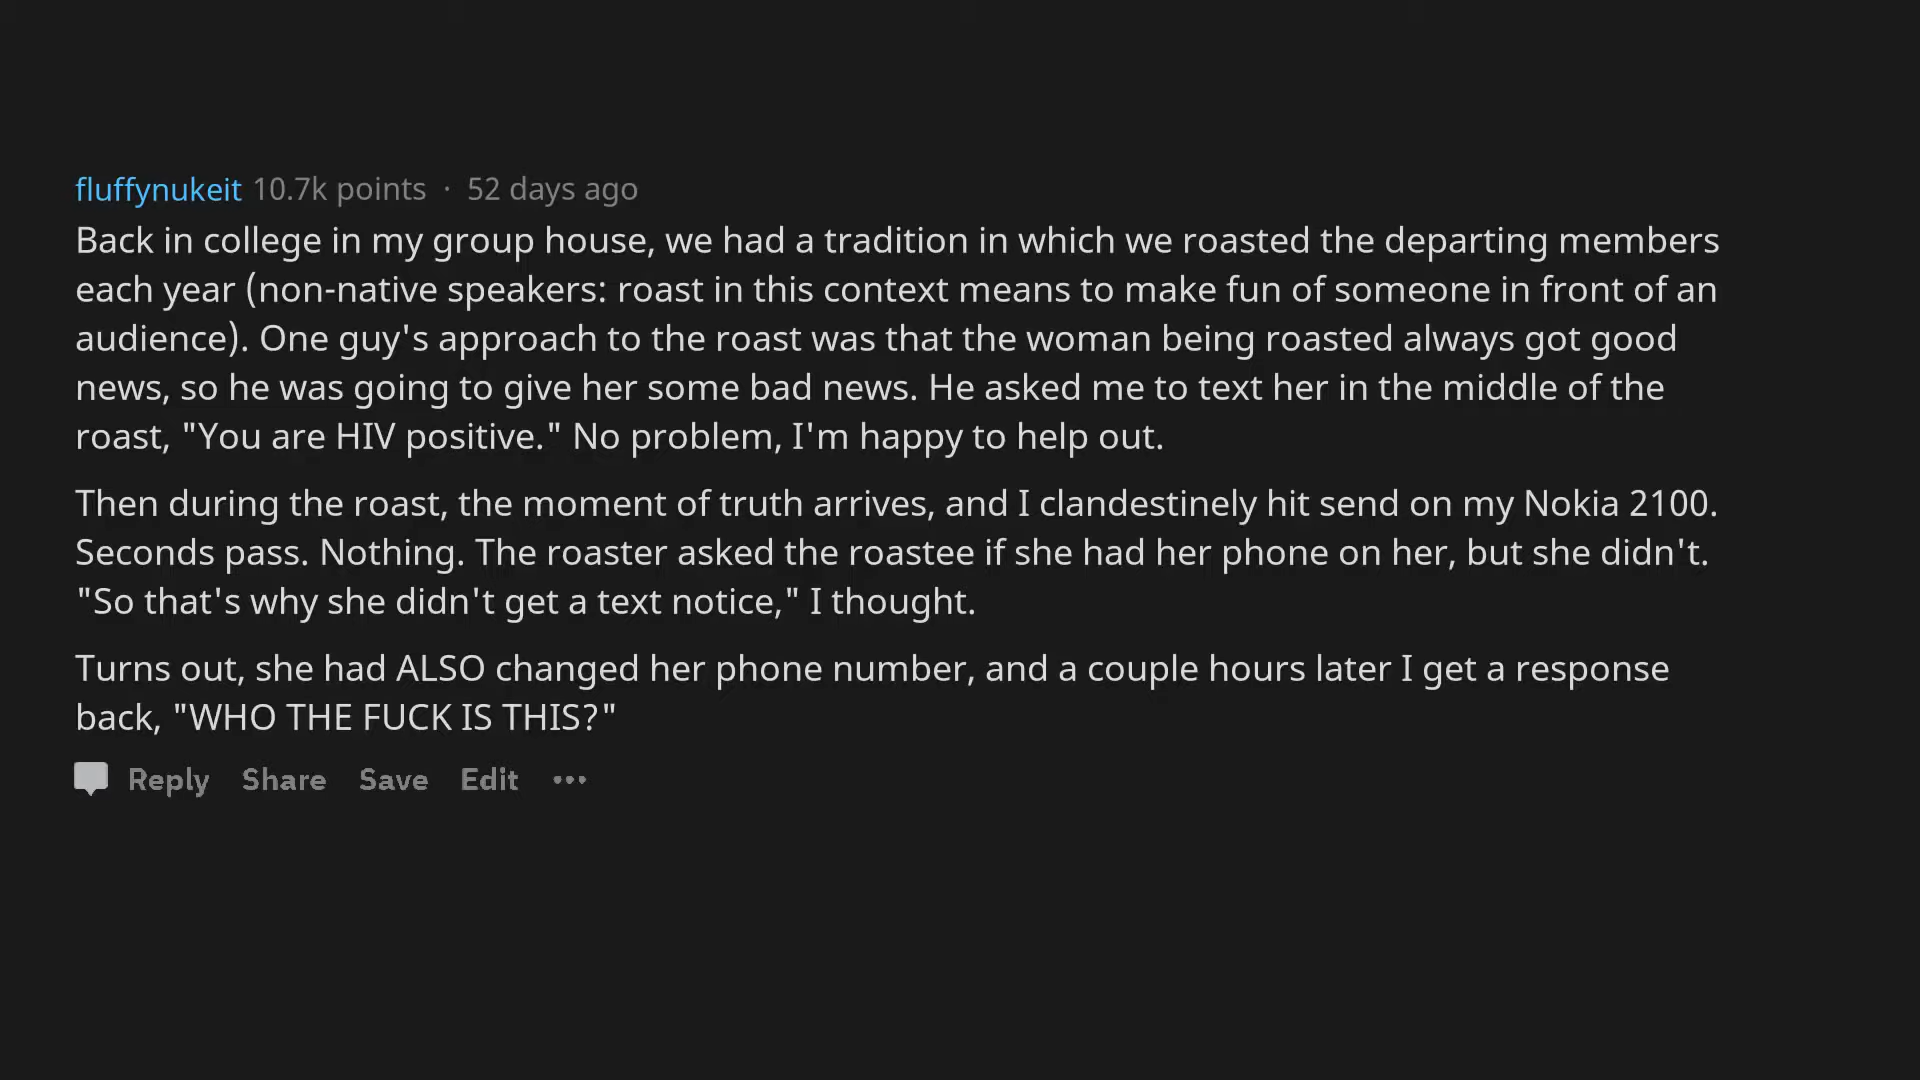 fluffynukeit 10.7k points · 52 days ago
Back in college in my group house, we had a tradition in which we roasted the departing members
each year (non-native speakers: roast in this context means to make fun of someone in front of an
audience). One guy's approach to the roast was that the woman being roasted always got good
news, so he was going to give her some bad news. He asked me to text her in the middle of the
roast, "You are HIV positive." No problem, I'm happy to help out.
Then during the roast, the moment of truth arrives, and I clandestinely hit send on my Nokia 2100.
Seconds pass. Nothing. The roaster asked the roastee if she had her phone on her, but she didn't.
"So that's why she didn't get a text notice," I thought.
Turns out, she had ALSO changed her phone number, and a couple hours later I get a response
back, "WHO THE FUCK IS THIS?"
Reply Share Save Edit •••